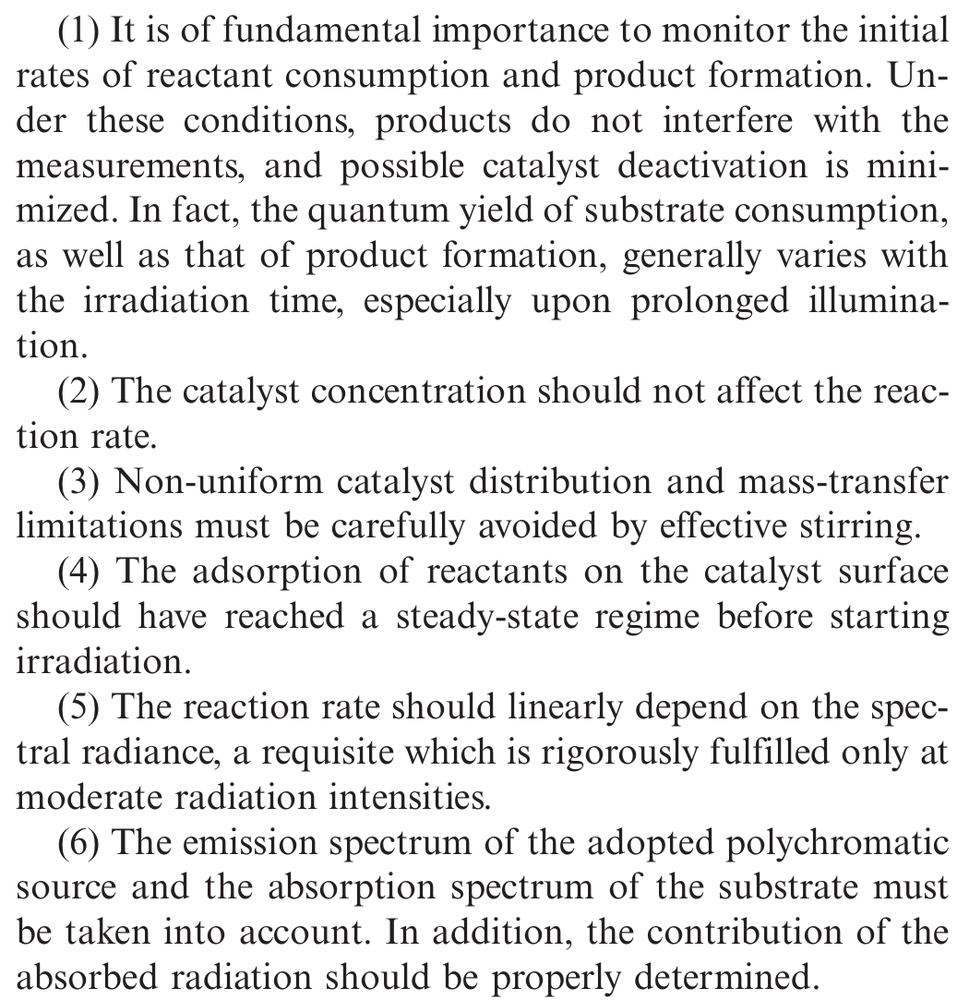 (1) It is of fundamental importance to monitor the initial
rates of reactant consumption and product formation. Un-
der these conditions, products do not interfere with the
measurements, and possible catalyst deactivation is mini-
mized. In fact, the quantum yield of substrate consumption,
as well as that of product formation, generally varies with
the irradiation time, especially upon prolonged illumina-
tion.
(2) The catalyst concentration should not affect the reac-
tion rate.
(3) Non-uniform catalyst distribution and mass-transfer
limitations must be carefully avoided by effective stirring.
(4) The adsorption of reactants on the catalyst surface
should have reached a steady-state regime before starting
irradiation.
(5) The reaction rate should linearly depend on the spec-
tral radiance, a requisite which is rigorously fulfilled only at
moderate radiation intensities.
(6) The emission spectrum of the adopted polychromatic
source and the absorption spectrum of the substrate must
be taken into account. In addition, the contribution of the
absorbed radiation should be properly determined.